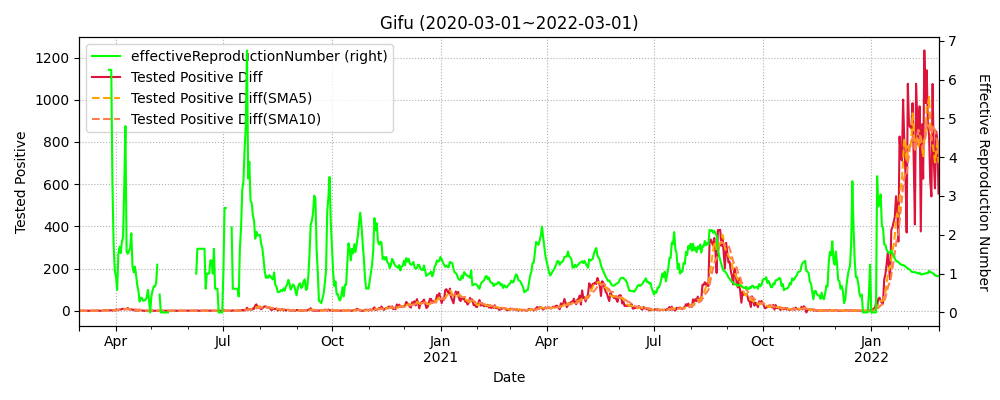 Gifu (2020-03-01~2022-03-01)
effectiveReproductionNumber (right)
Tested Positive Diff
Tested Positive Diff(SMA5)
Tested Positive Diff(SMA10)
Tested Positive
1200
1000
800
600
400
200
0
7
6
5
4
3
2
1
0
Effective Reproduction Number
Apr Jul Oct Jan Apr Jul Oct Jan
2021 2022
Date